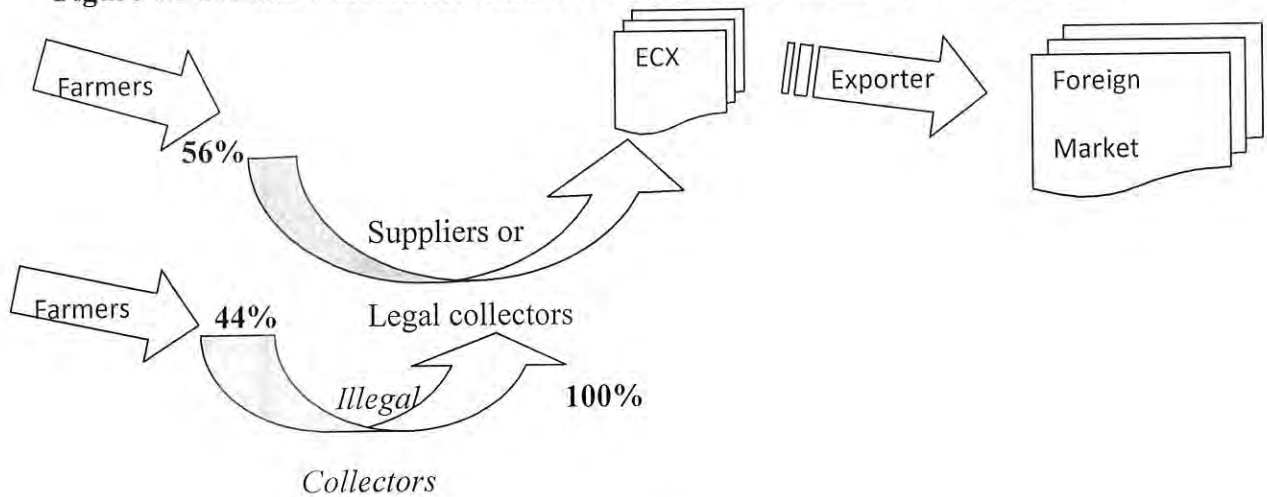 Farmers
ECX
Exporter
Foreign
Market
56%
Suppliers or
Farmers
44%
Legal collectors
Illegal
100%
Collectors